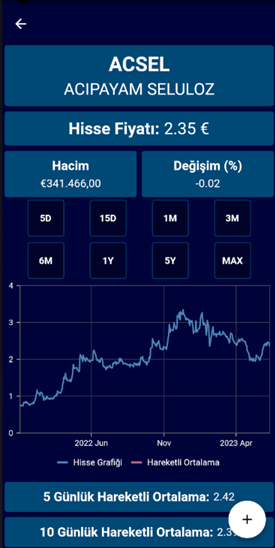 ACSEL
ACIPAYAM SELULOZ
Hisse Fiyatı: 2.35 €
Hacim
€341.466,00
Değişim (%)
-0.02
5D 15D 1M 3M
6M 1Y 5Y MAX
4
3
2
1
0
2022 Jun Nov 2023 Apr
Hisse Grafiği Hareketli Ortalama
5 Günlük Hareketli Ortalama: 2.42
10 Günlük Hareketli Ortalama:
+